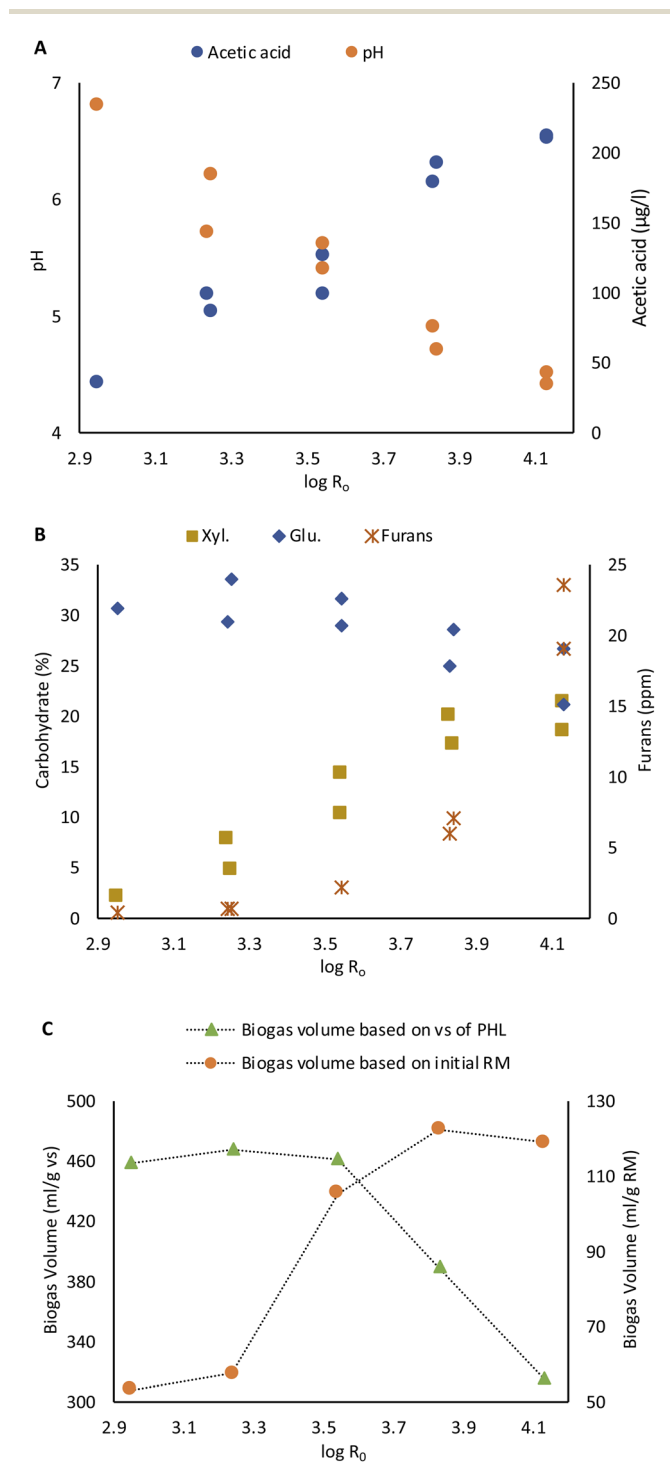 A
Acetic acid
pH
7
6
5
4
pH
250
200
150
100
50
0
Acetic acid (µg/l)
2.9 3.1 3.3 3.5 3.7 3.9 4.1
log Ro
B
Xyl. Glu. Furans
35
30
25
20
15
10
5
0
Carbohydrate (%)
25
20
15
10
5
0
Furans (ppm)
2.9 3.1 3.3 3.5 3.7 3.9 4.1
log Ro
C
Biogas volume based on vs of PHL
Biogas volume based on initial RM
500
460
420
380
340
300
Biogas Volume (ml/g vs)
130
110
90
70
50
Biogas Volume (ml/g RM)
2.9 3.1 3.3 3.5 3.7 3.9 4.1
log R0